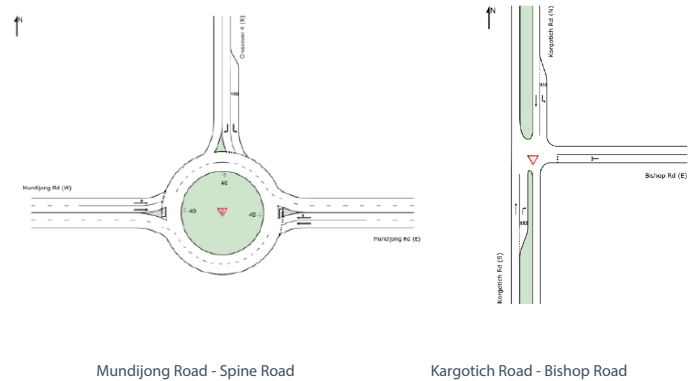 N
Crossover 4 (N)
40
40
40
Mundijong Rd (W)
Mundijong Rd (E)
Mundijong Road - Spine Road
N
Kargotich Rd (N)
Bishop Rd (E)
Kargotich Rd (S)
Kargotich Road - Bishop Road